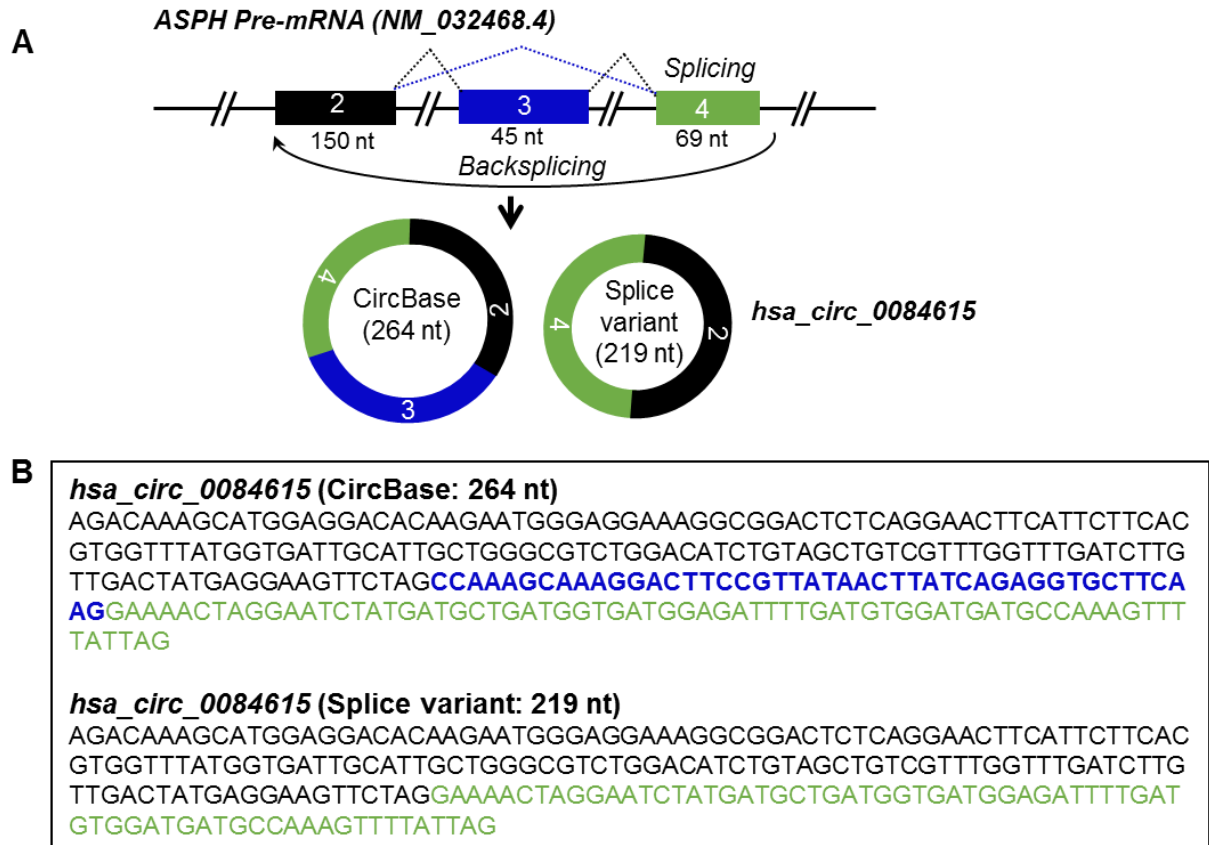 A
ASPH Pre-mRNA (NM_032468.4)
Splicing
2
3
4
150 nt
45 nt
69 nt
Backsplicing
4
2
3
CircBase
(264 nt)
4
2
Splice
variant
(219 nt)
hsa_circ_0084615
B
hsa_circ_0084615 (CircBase: 264 nt)
AGACAAAGCATGGAGGACACAAGAATGGGAGGAAAGGCGGACTCTCAGGAACTTCATTCTTCAC
GTGGTTTATGGTGATTGCATTGCTGGGCGTCTGGACATCTGTAGCTGTCGTTTGGTTTGATCTTG
TTGACTATGAGGAAGTTCTAGCCAAAGCAAAGGACTTCCGTTATAACTTATCAGAGGTGCTTCA
AGGAAAACTAGGAATCTATGATGCTGATGGTGATGGAGATTTTGATGTGGATGATGCCAAAGTTT
TATTAG
hsa_circ_0084615 (Splice variant: 219 nt)
AGACAAAGCATGGAGGACACAAGAATGGGAGGAAAGGCGGACTCTCAGGAACTTCATTCTTCAC
GTGGTTTATGGTGATTGCATTGCTGGGCGTCTGGACATCTGTAGCTGTCGTTTGGTTTGATCTTG
TTGACTATGAGGAAGTTCTAGGAAAACTAGGAATCTATGATGCTGATGGTGATGGAGATTTTGAT
GTGGATGATGCCAAAGTTTTATTAG